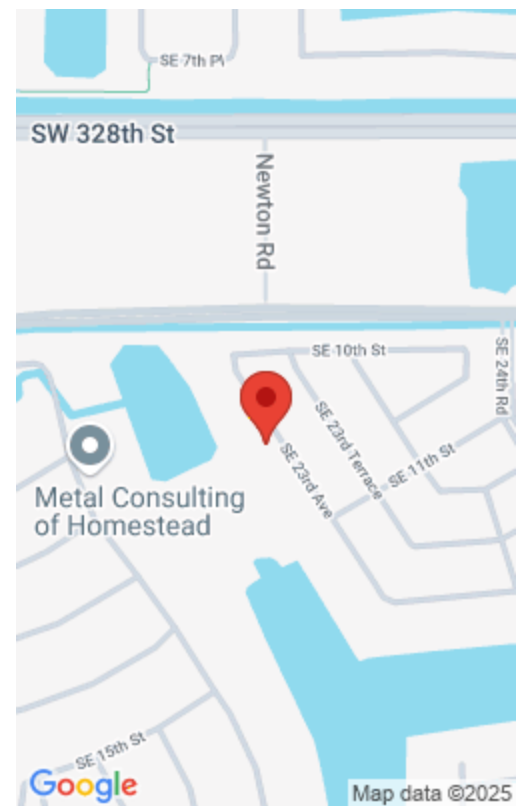 SE 7th Pl
SW 328th St
Newton Rd
SE 10th St
SE 24th Rd
SE 23rd Terrace
SE 23rd Ave
SE 11th St
Metal Consulting
of Homestead
SE 15th St
Google
Map data ©2025